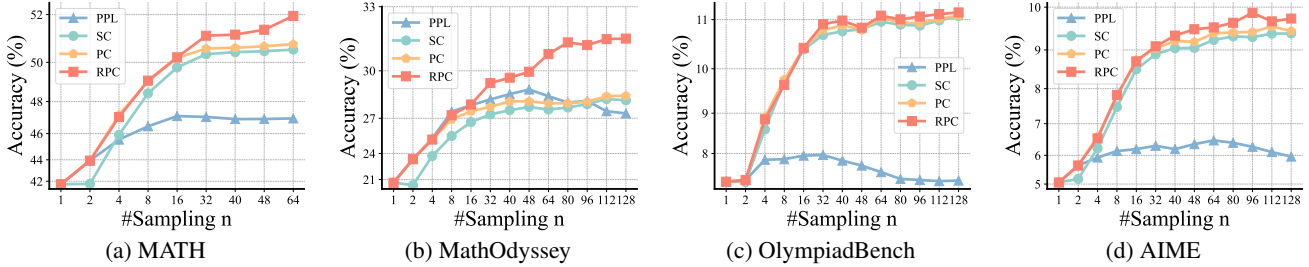 Accuracy (%)
52
50
48
46
44
42
PPL
SC
PC
RPC
1 2 4 8 16 32 40 48 64
#Sampling n
(a) MATH
Accuracy (%)
33
30
27
24
21
PPL
SC
PC
RPC
1 2 4 8 16 32 40 48 64 80 96 112 128
#Sampling n
(b) MathOdyssey
Accuracy (%)
11
10
9
8
PPL
SC
PC
RPC
1 2 4 8 16 32 40 48 64 80 96 112 128
#Sampling n
(c) OlympiadBench
Accuracy (%)
10
9
8
7
6
5
PPL
SC
PC
RPC
1 2 4 8 16 32 40 48 64 80 96 112 128
#Sampling n
(d) AIME